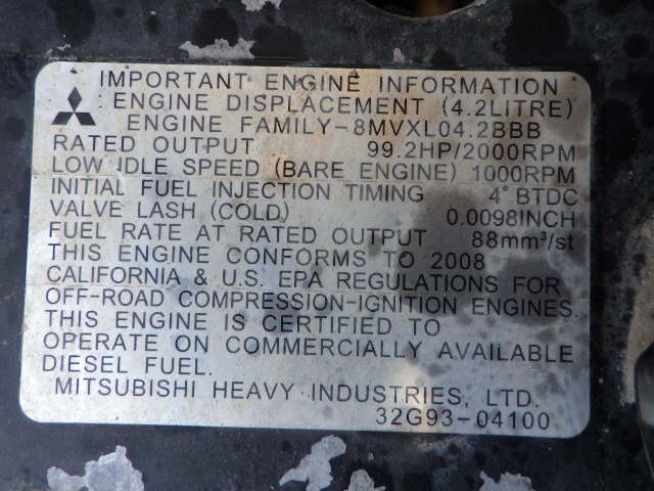 IMPORTANT ENGINE INFORMATION
ENGINE DISPLACEMENT (4.2LITRE)
ENGINE FAMILY-8MVXL04.2BBB
RATED OUTPUT 99.2HP/2000RPM
LOW IDLE SPEED (BARE ENGINE) 1000RPM
INITIAL FUEL INJECTION TIMING 4° BTDC
VALVE LASH (COLD) 0.0098INCH
FUEL RATE AT RATED OUTPUT 88mm³/st
THIS ENGINE CONFORMS TO 2008
CALIFORNIA & U.S. EPA REGULATIONS FOR
OFF-ROAD COMPRESSION-IGNITION ENGINES.
THIS ENGINE IS CERTIFIED TO
OPERATE ON COMMERCIALLY AVAILABLE
DIESEL FUEL.
MITSUBISHI HEAVY INDUSTRIES, LTD.
32G93-04100